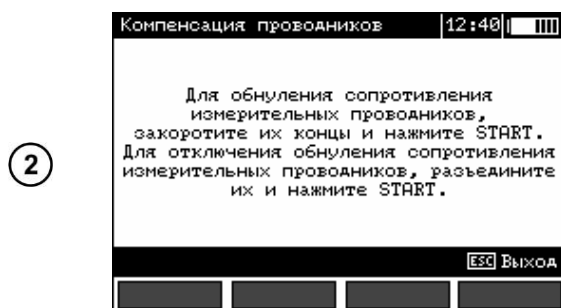 Компенсация проводников 12:40
Для обнуления сопротивления
измерительных проводников,
закоротите их концы и нажмите START.
Для отключения обнуления сопротивления
измерительных проводников, разъедините
их и нажмите START.
2
ESC Выход